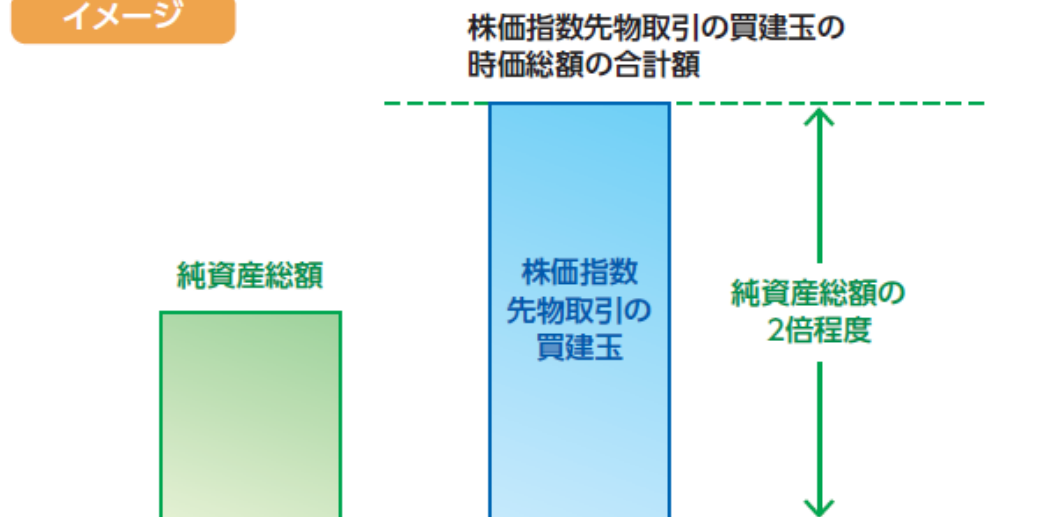 イメージ
株価指数先物取引の買建玉の
時価総額の合計額
純資産総額
株価指数
先物取引の
買建玉
純資産総額の
2倍程度